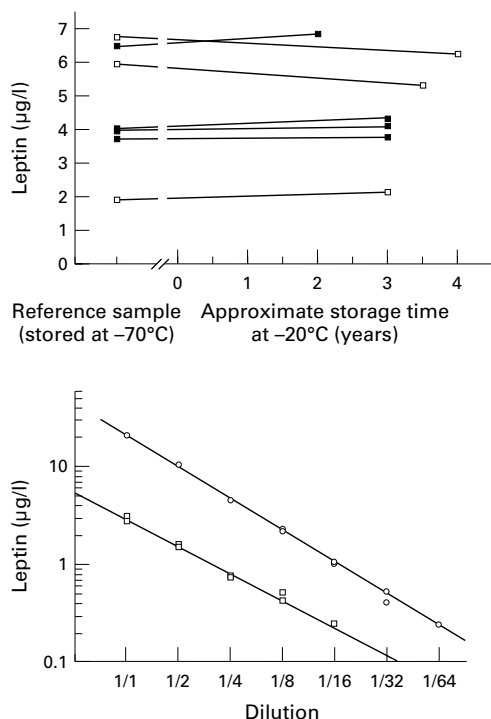 7
6
5
4
3
2
1
0
Leptin (µg/l)
0 1 2 3 4
Reference sample Approximate storage time
(stored at –70°C) at –20°C (years)
10
1
0.1
Leptin (µg/l)
1/1 1/2 1/4 1/8 1/16 1/32 1/64
Dilution